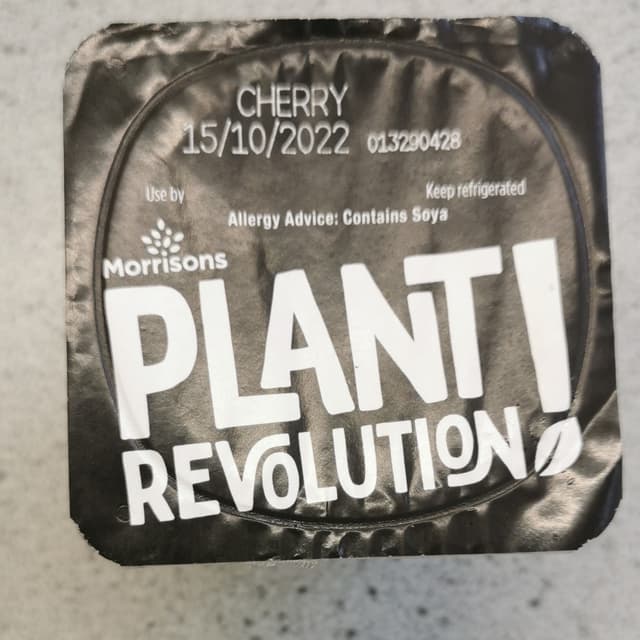 CHERRY
15/10/2022 013290428
Use by Keep refrigerated
Allergy Advice: Contains Soya
Morrisons
PLANT!
REVOLUTION